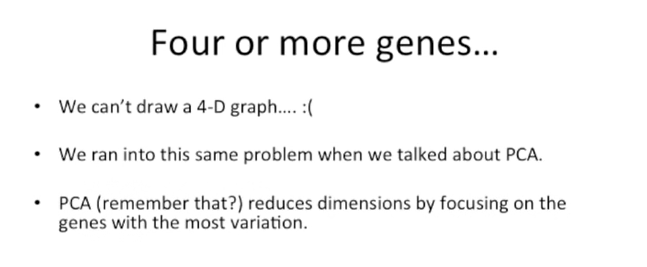 Four or more genes...
• We can't draw a 4-D graph.... :(
• We ran into this same problem when we talked about PCA.
• PCA (remember that?) reduces dimensions by focusing on the
genes with the most variation.